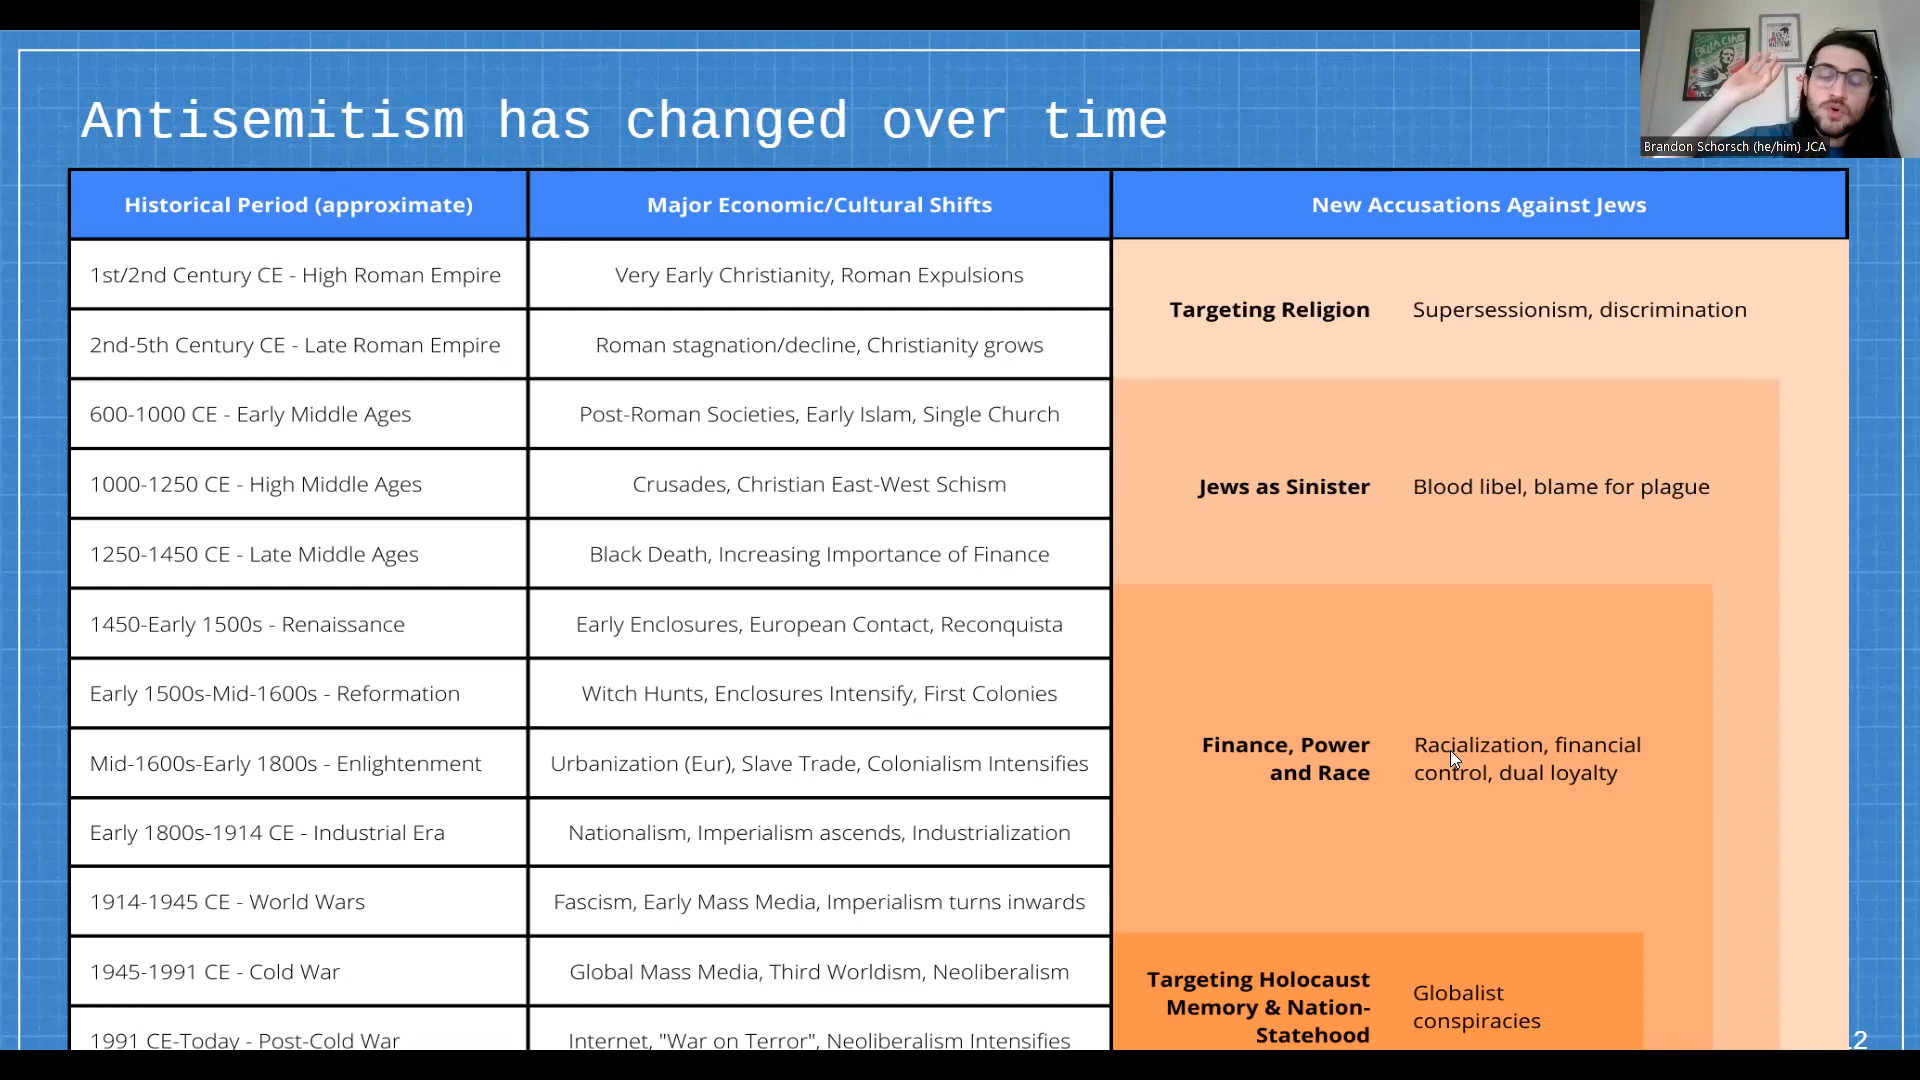 BELLA CIAO
Brandon Schorsch (he/him) JCA
Antisemitism has changed over time
Historical Period (approximate)
Major Economic/Cultural Shifts
New Accusations Against Jews
1st/2nd Century CE - High Roman Empire
Very Early Christianity, Roman Expulsions
2nd-5th Century CE - Late Roman Empire
Roman stagnation/decline, Christianity grows
Targeting Religion
Supersessionism, discrimination
600-1000 CE - Early Middle Ages
Post-Roman Societies, Early Islam, Single Church
1000-1250 CE - High Middle Ages
Crusades, Christian East-West Schism
Jews as Sinister
Blood libel, blame for plague
1250-1450 CE - Late Middle Ages
Black Death, Increasing Importance of Finance
1450-Early 1500s - Renaissance
Early Enclosures, European Contact, Reconquista
Early 1500s-Mid-1600s - Reformation
Witch Hunts, Enclosures Intensify, First Colonies
Mid-1600s-Early 1800s - Enlightenment
Urbanization (Eur), Slave Trade, Colonialism Intensifies
Finance, Power
and Race
Racialization, financial
control, dual loyalty
Early 1800s-1914 CE - Industrial Era
Nationalism, Imperialism ascends, Industrialization
1914-1945 CE - World Wars
Fascism, Early Mass Media, Imperialism turns inwards
1945-1991 CE - Cold War
Global Mass Media, Third Worldism, Neoliberalism
Targeting Holocaust
Memory & Nation-
Statehood
Globalist
conspiracies
1991 CE-Today - Post-Cold War
Internet, "War on Terror", Neoliberalism Intensifies
12